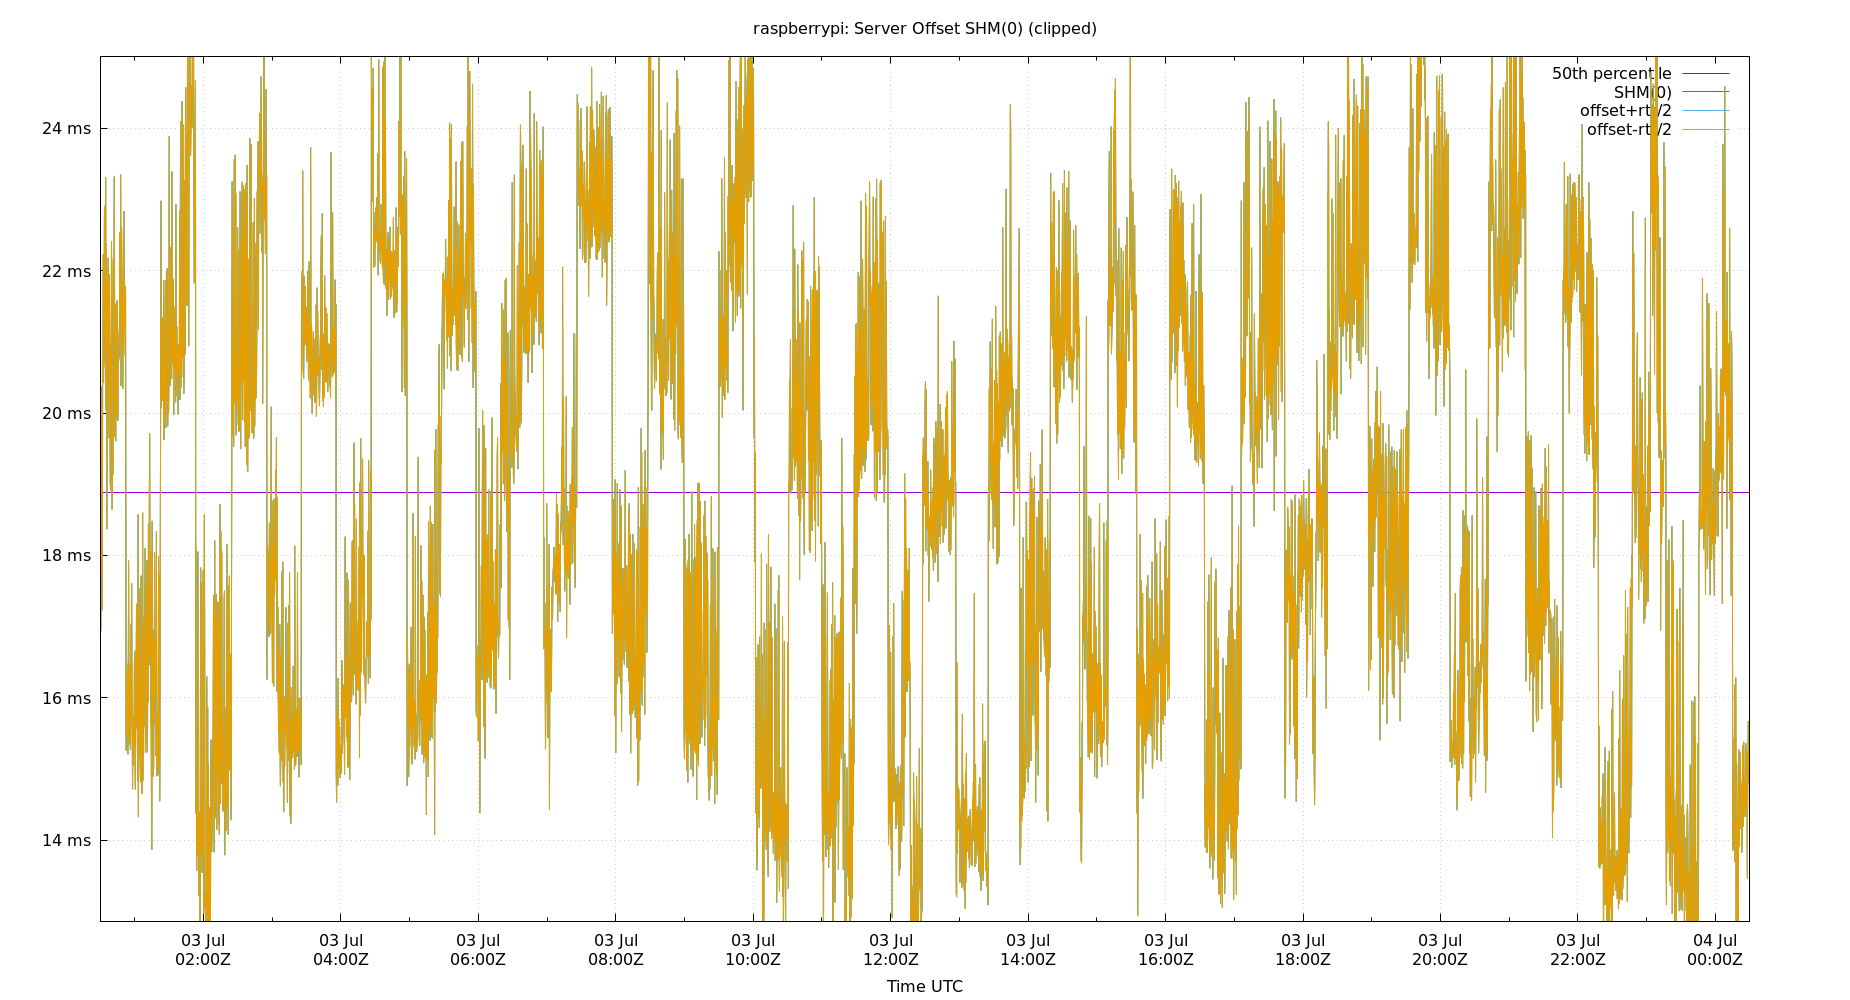 raspberrypi: Server Offset SHM(0) (clipped)
50th percentile
SHM(0)
offset+rtt/2
offset-rtt/2
24 ms
22 ms
20 ms
18 ms
16 ms
14 ms
03 Jul 03 Jul 03 Jul 03 Jul 03 Jul 03 Jul 03 Jul 03 Jul 03 Jul 03 Jul 03 Jul 04 Jul
02:00Z 04:00Z 06:00Z 08:00Z 10:00Z 12:00Z 14:00Z 16:00Z 18:00Z 20:00Z 22:00Z 00:00Z
Time UTC